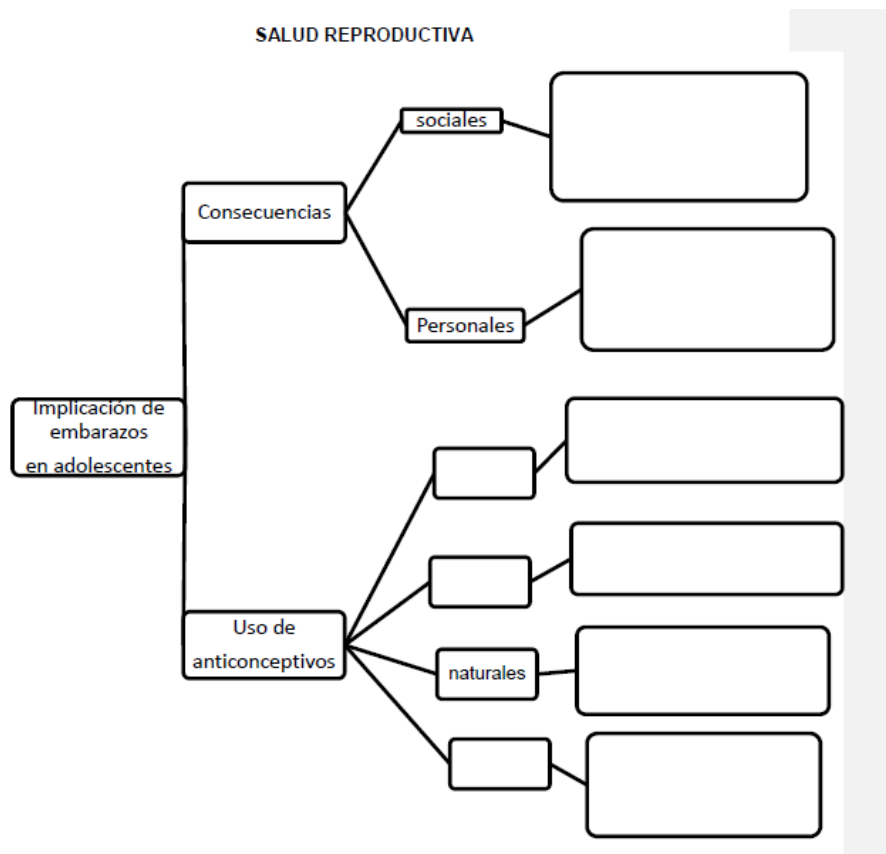 SALUD REPRODUCTIVA
sociales
Consecuencias
Personales
Implicación de
embarazos
en adolescentes
Uso de
anticonceptivos
naturales